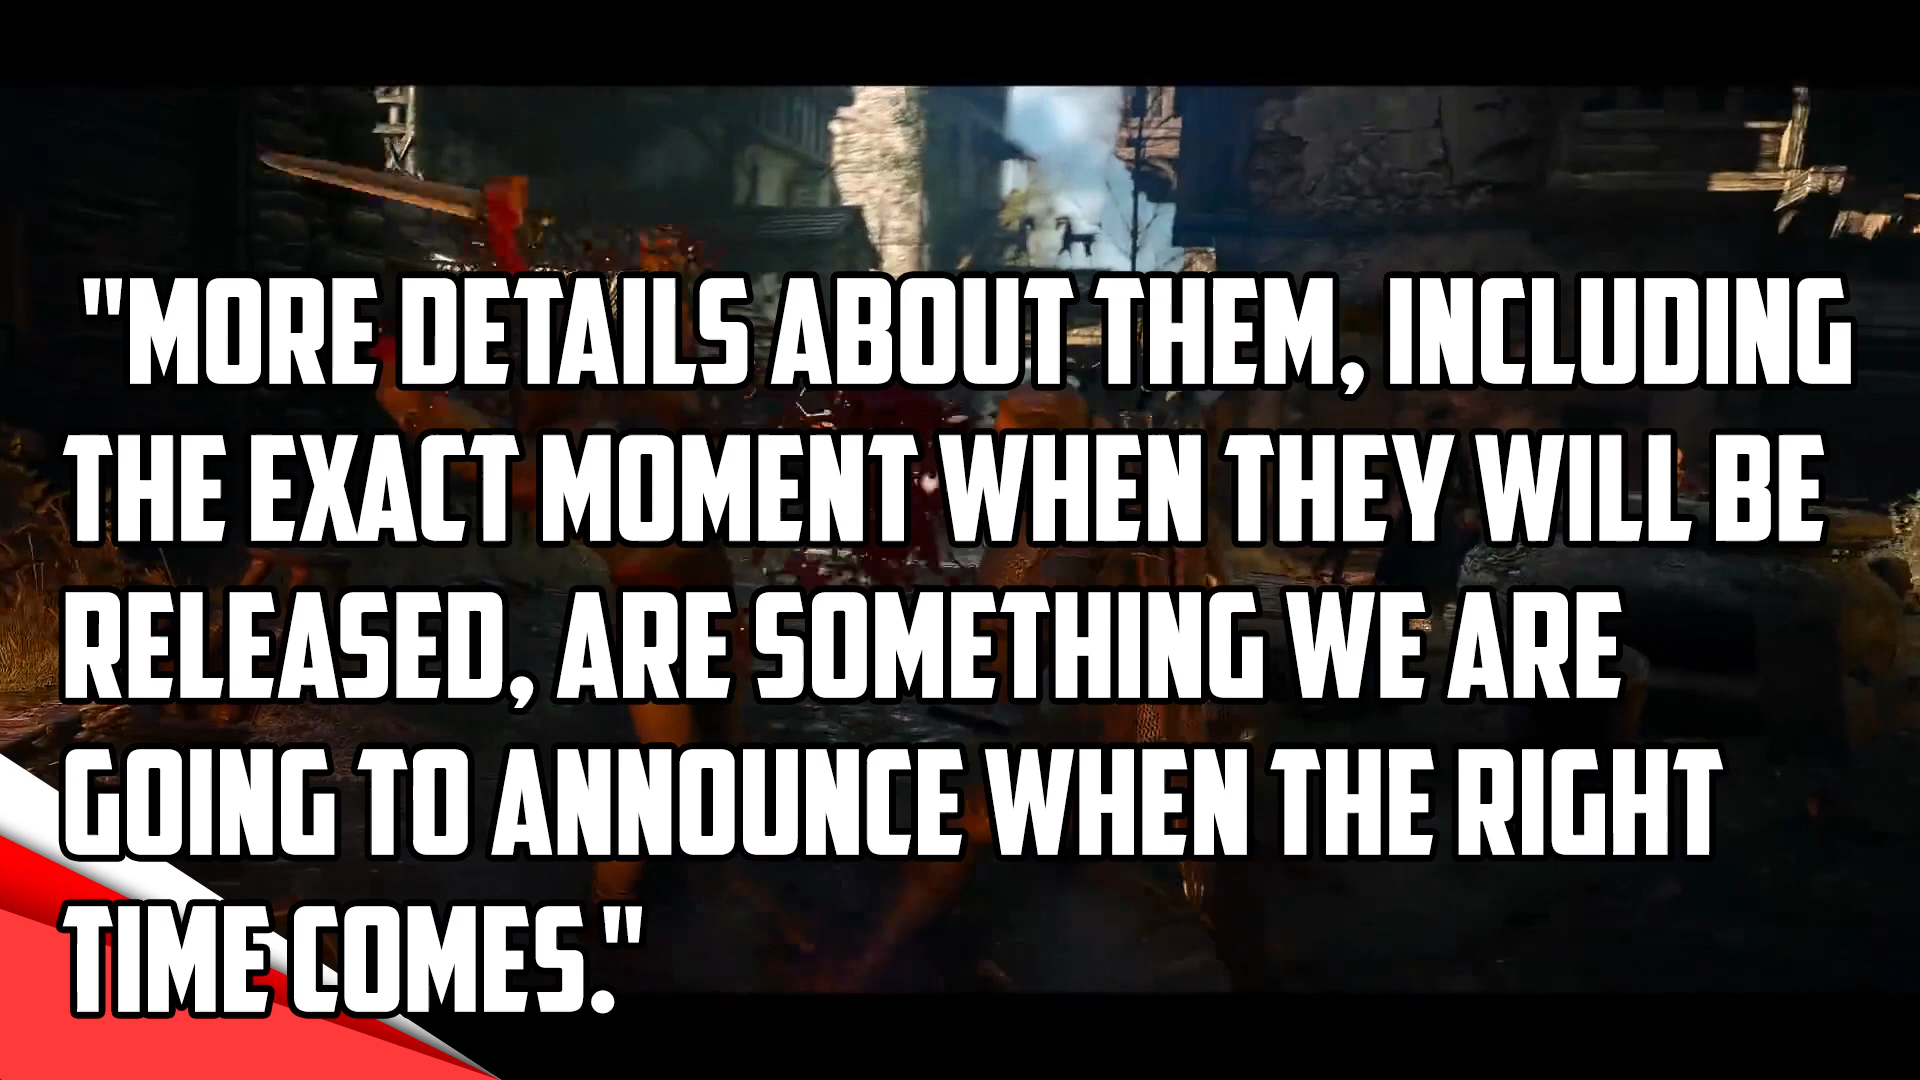 "MORE DETAILS ABOUT THEM, INCLUDING
THE EXACT MOMENT WHEN THEY WILL BE
RELEASED, ARE SOMETHING WE ARE
GOING TO ANNOUNCE WHEN THE RIGHT
TIME COMES."